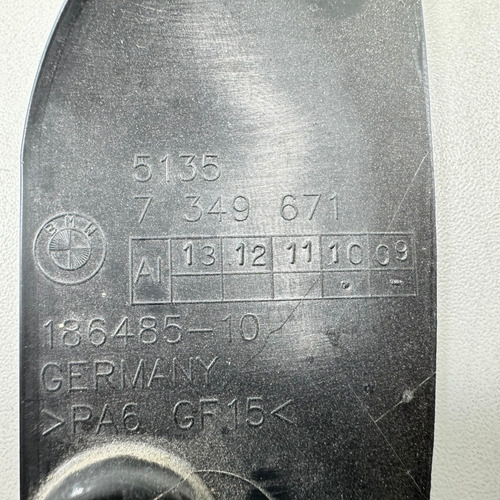 5135
7 349 671
BMW
AI 13 12 11 10 09
186485-10
GERMANY
>PA6 GF15<